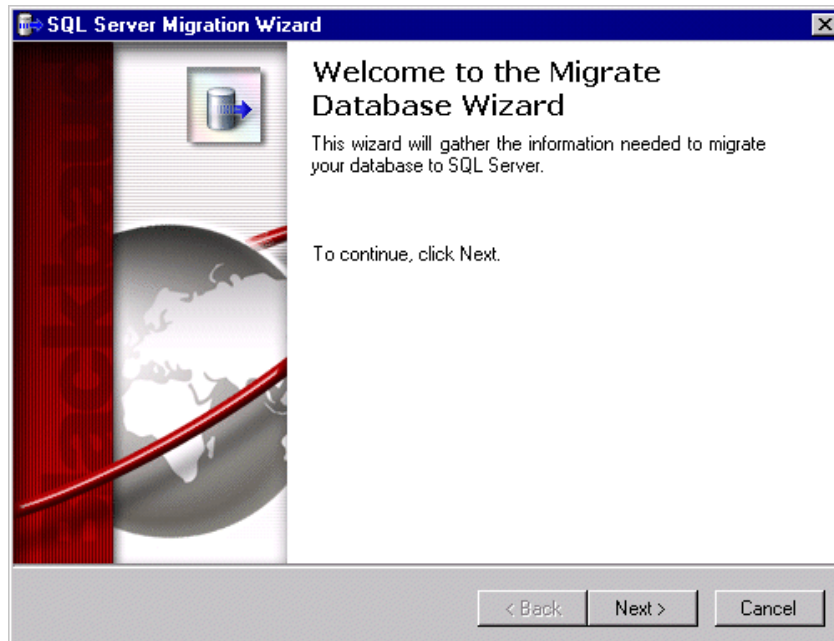 SQL Server Migration Wizard
Welcome to the Migrate
Database Wizard
This wizard will gather the information needed to migrate
your database to SQL Server.
To continue, click Next.
blackbaud
< Back
Next >
Cancel